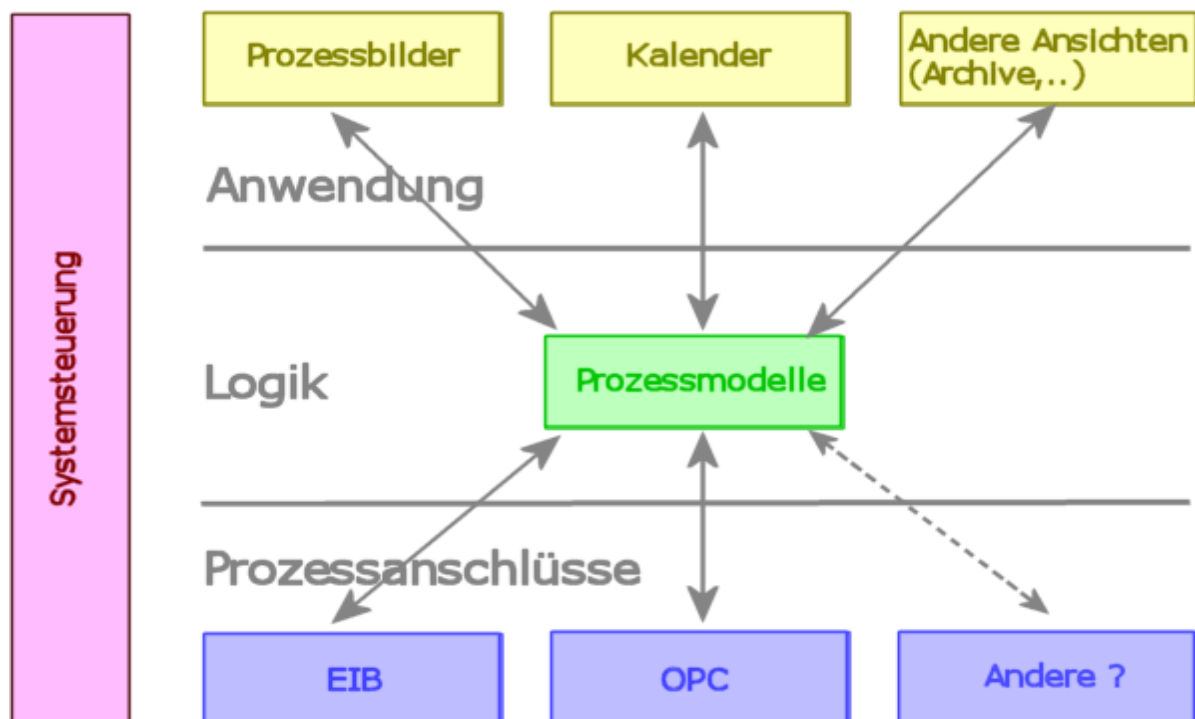 Systemsteuerung
Prozessbilder
Kalender
Andere Ansichten
(Archive,..)
Anwendung
Logik
Prozessmodelle
Prozessanschlüsse
EIB
OPC
Andere ?